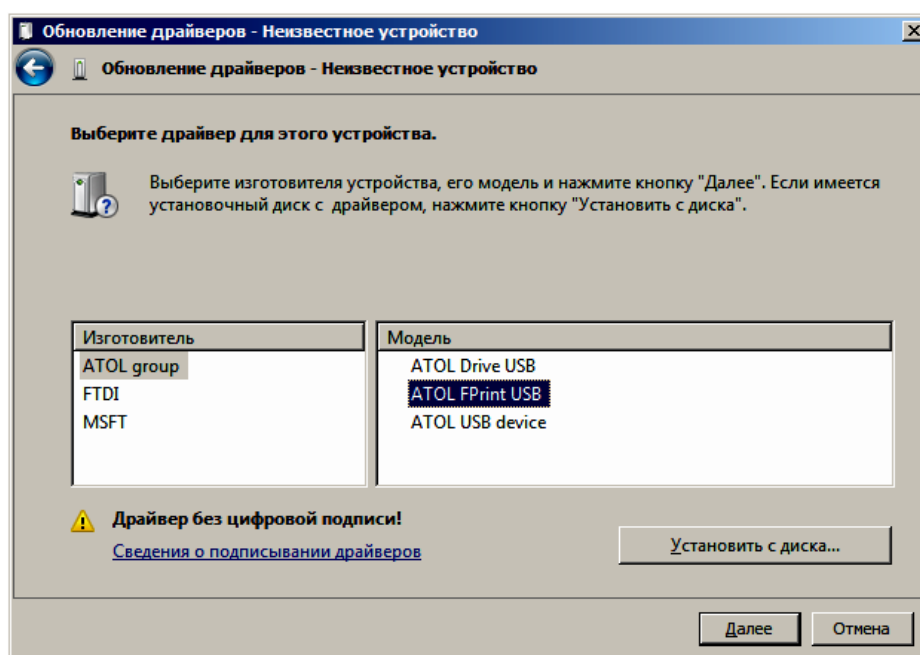 Обновление драйверов - Неизвестное устройство
Обновление драйверов - Неизвестное устройство
Выберите драйвер для этого устройства.
Выберите изготовителя устройства, его модель и нажмите кнопку "Далее". Если имеется
установочный диск с драйвером, нажмите кнопку "Установить с диска".
Изготовитель
ATOL group
FTDI
MSFT
Модель
ATOL Drive USB
ATOL FPrint USB
ATOL USB device
Драйвер без цифровой подписи!
Сведения о подписывании драйверов
Установить с диска...
Далее
Отмена